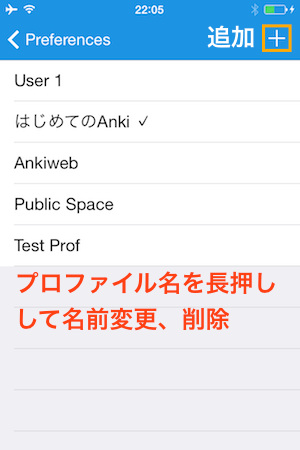 22:05
Preferences 追加
User 1
はじめてのAnki ✓
Ankiweb
Public Space
Test Prof
プロファイル名を長押し
して名前変更、削除